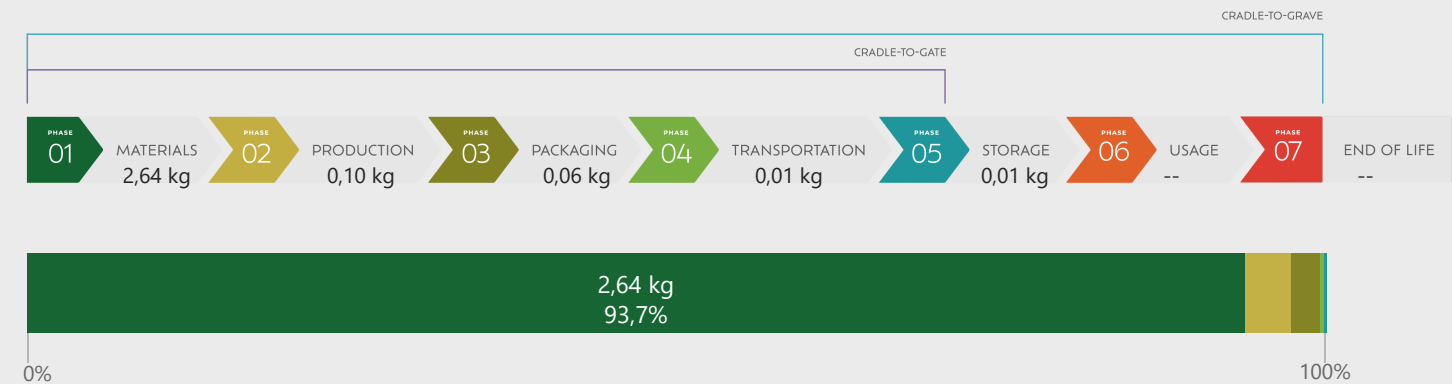 CRADLE-TO-GRAVE
CRADLE-TO-GATE
PHASE
01
MATERIALS
2,64 kg
PHASE
02
PRODUCTION
0,10 kg
PHASE
03
PACKAGING
0,06 kg
PHASE
04
TRANSPORTATION
0,01 kg
PHASE
05
STORAGE
0,01 kg
PHASE
06
USAGE
--
PHASE
07
END OF LIFE
--
2,64 kg
93,7%
0%
100%